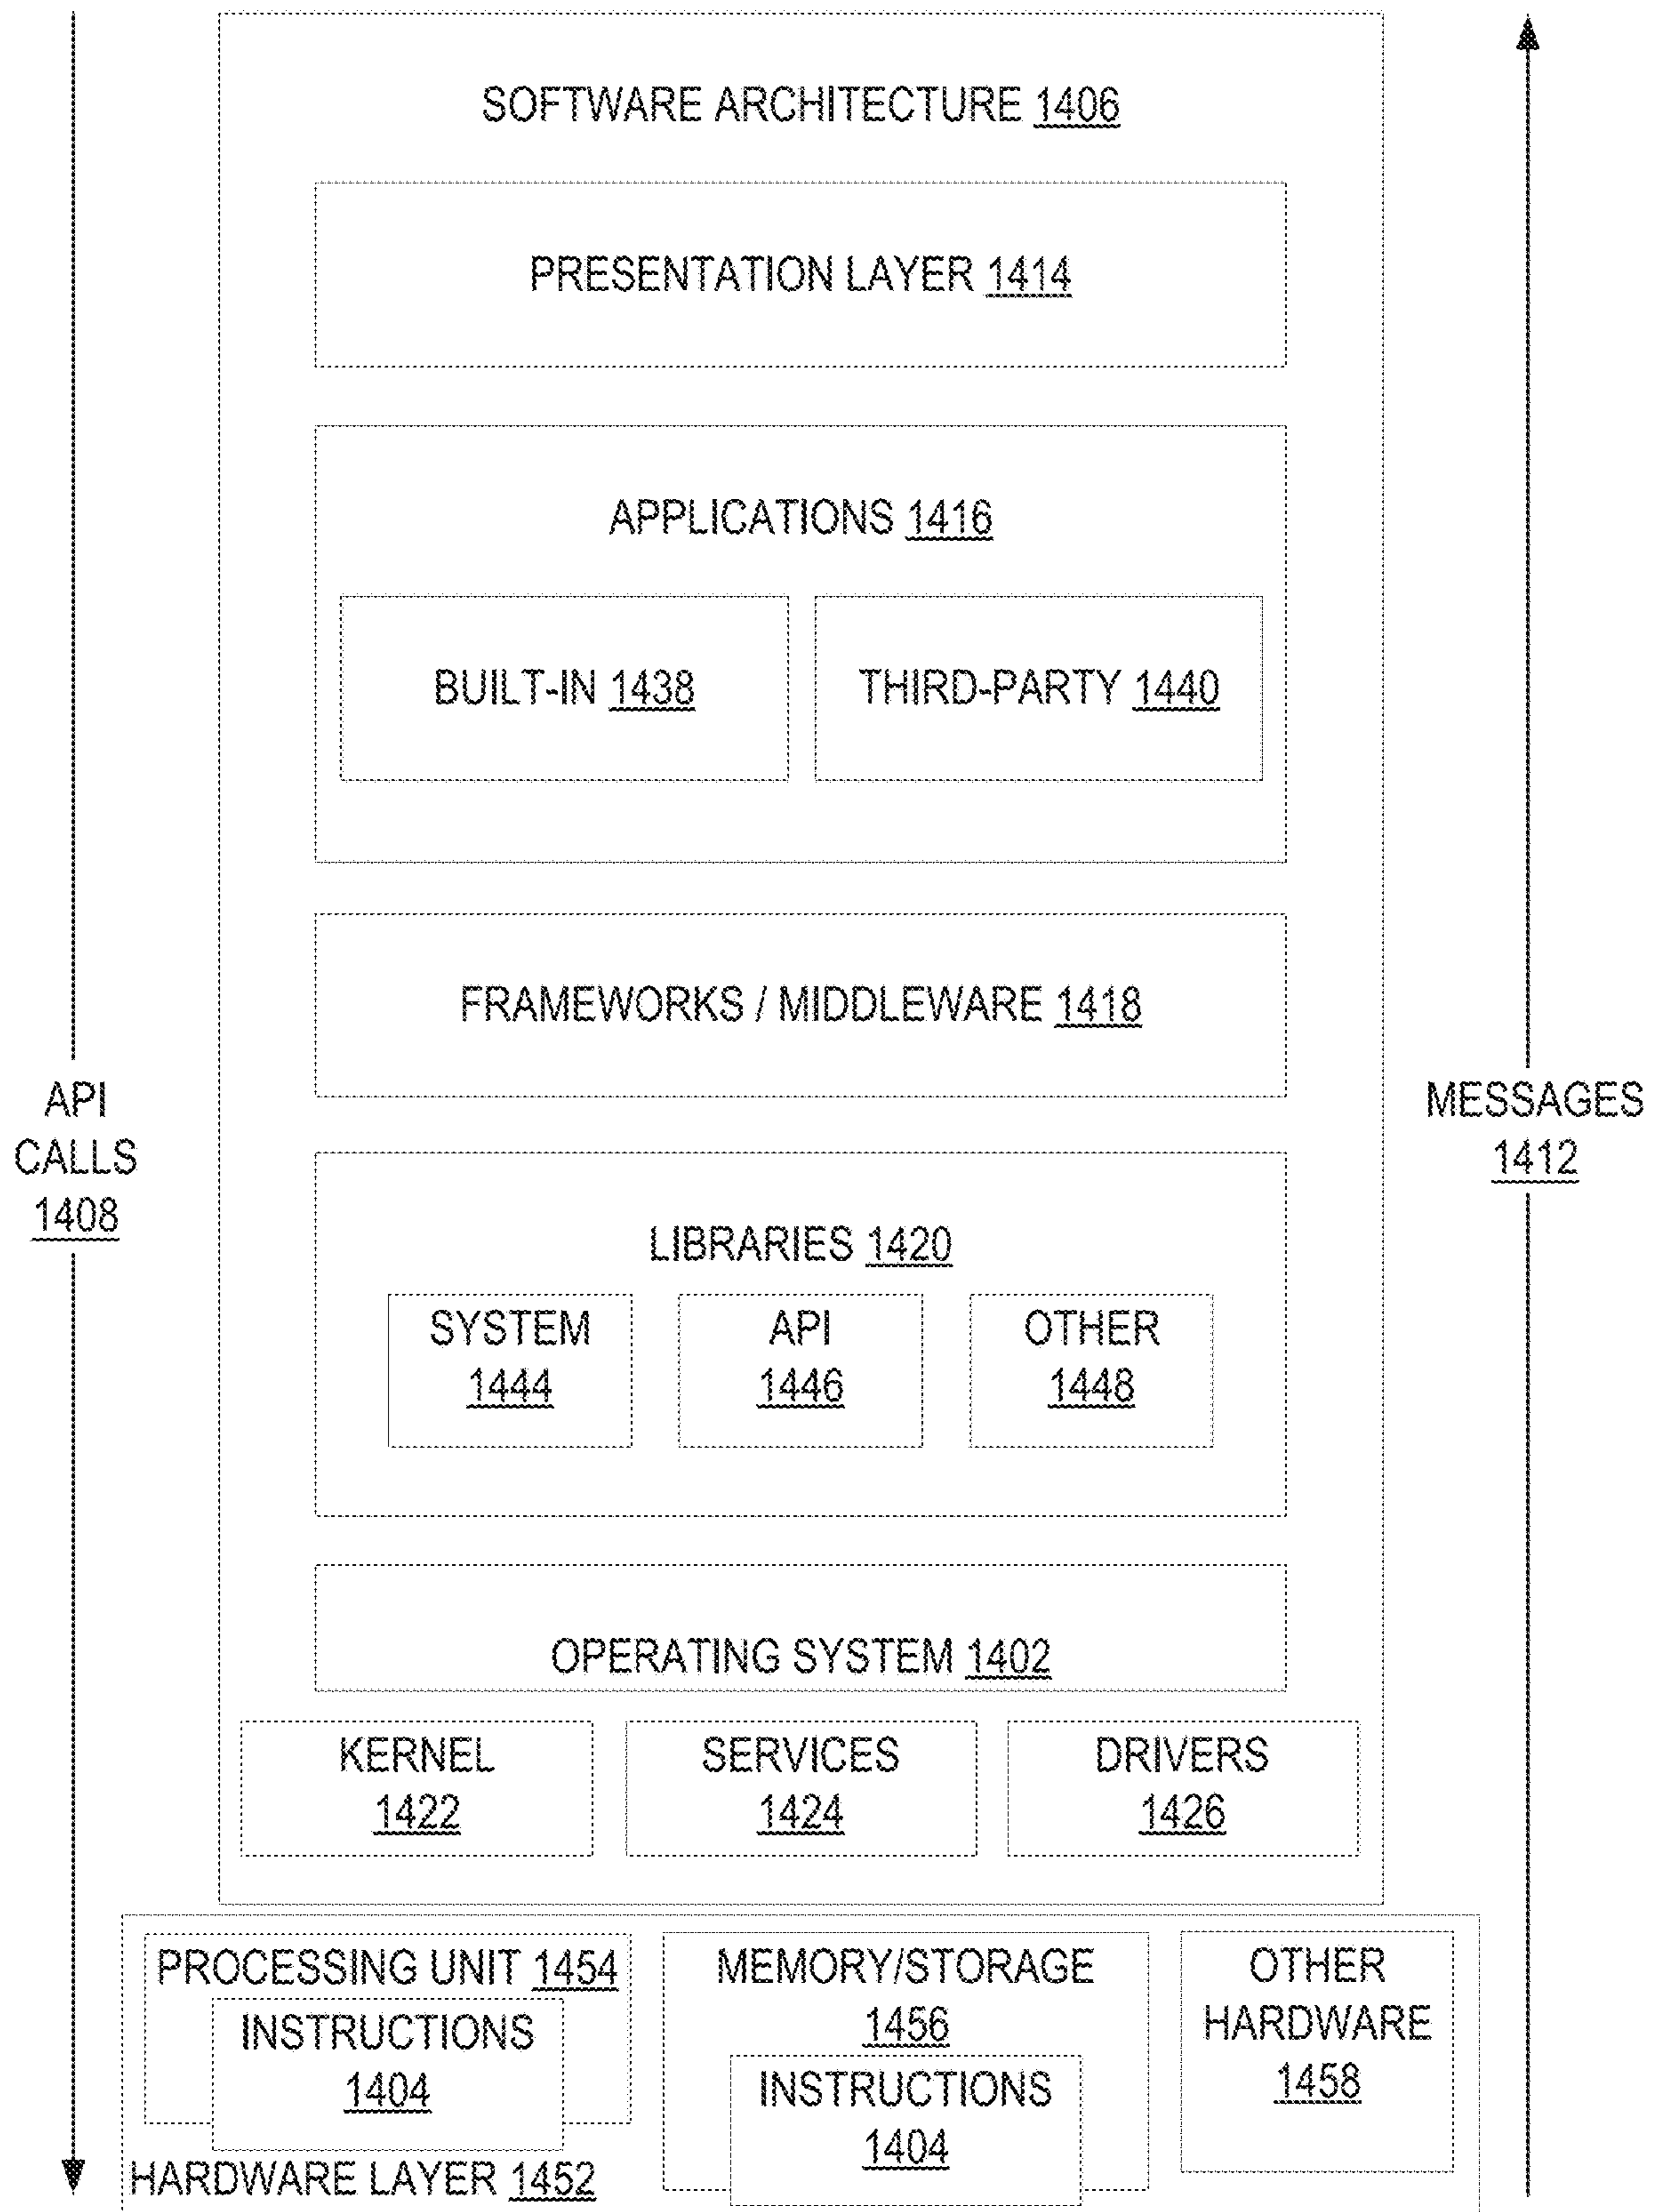 SOFTWARE ARCHITECTURE 1406
PRESENTATION LAYER 1414
APPLICATIONS 1416
BUILT-IN 1438
THIRD-PARTY 1440
FRAMEWORKS / MIDDLEWARE 1418
API
CALLS
1408
MESSAGES
1412
LIBRARIES 1420
SYSTEM
1444
API
1446
OTHER
1448
OPERATING SYSTEM 1402
KERNEL
1422
SERVICES
1424
DRIVERS
1426
PROCESSING UNIT 1454
INSTRUCTIONS
1404
MEMORY/STORAGE
1456
INSTRUCTIONS
1404
OTHER
HARDWARE
1458
HARDWARE LAYER 1452